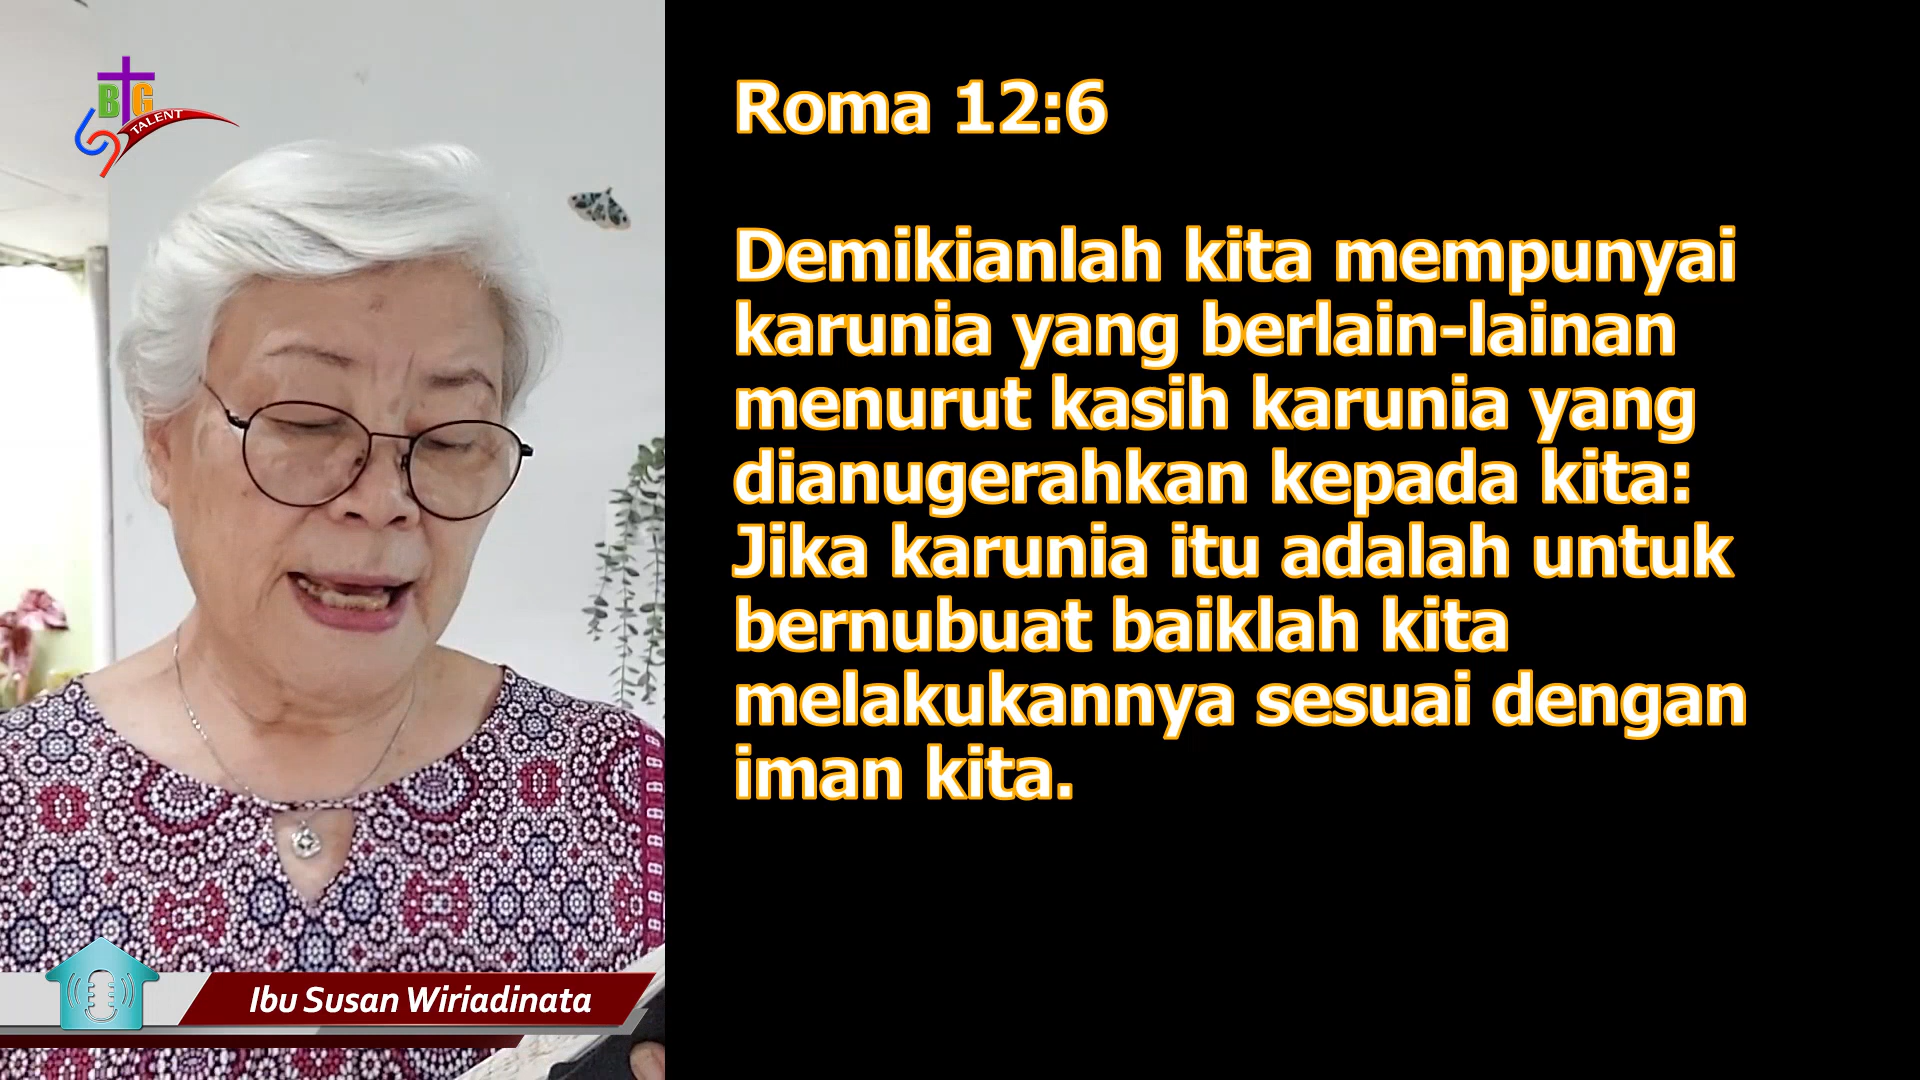 BTG
TALENT
Roma 12:6
Demikianlah kita mempunyai
karunia yang berlain-lainan
menurut kasih karunia yang
dianugerahkan kepada kita:
Jika karunia itu adalah untuk
bernubuat baiklah kita
melakukannya sesuai dengan
iman kita.
Ibu Susan Wiriadinata